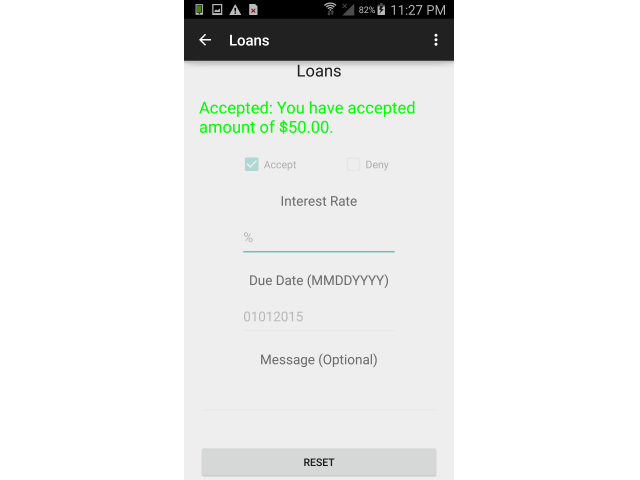 82% 11:27 PM
Loans
Loans
Accepted: You have accepted
amount of $50.00.
Accept Deny
Interest Rate
%
Due Date (MMDDYYYY)
01012015
Message (Optional)
RESET